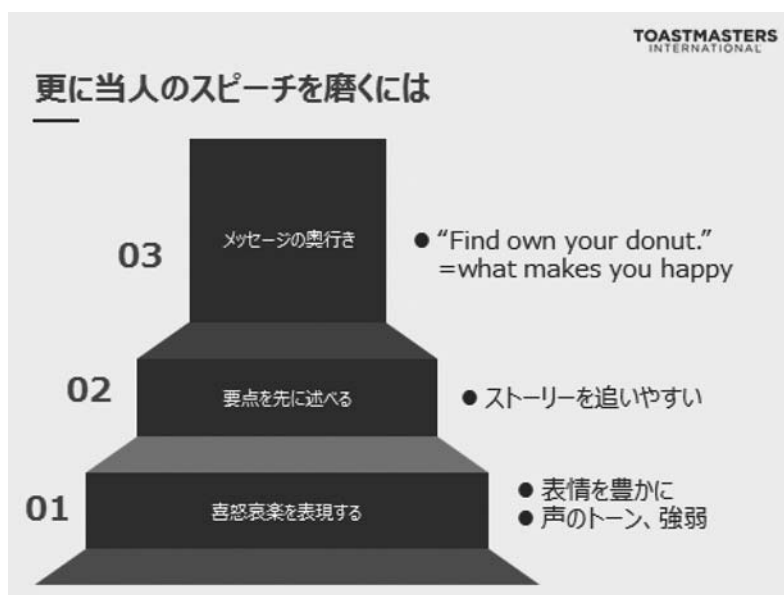 TOASTMASTERS
INTERNATIONAL
更に当人のスピーチを磨くには
03
メッセージの奥行き
● “Find own your donut.”
=what makes you happy
02
要点を先に述べる
● ストーリーを追いやすい
01
喜怒哀楽を表現する
● 表情を豊かに
● 声のトーン、強弱